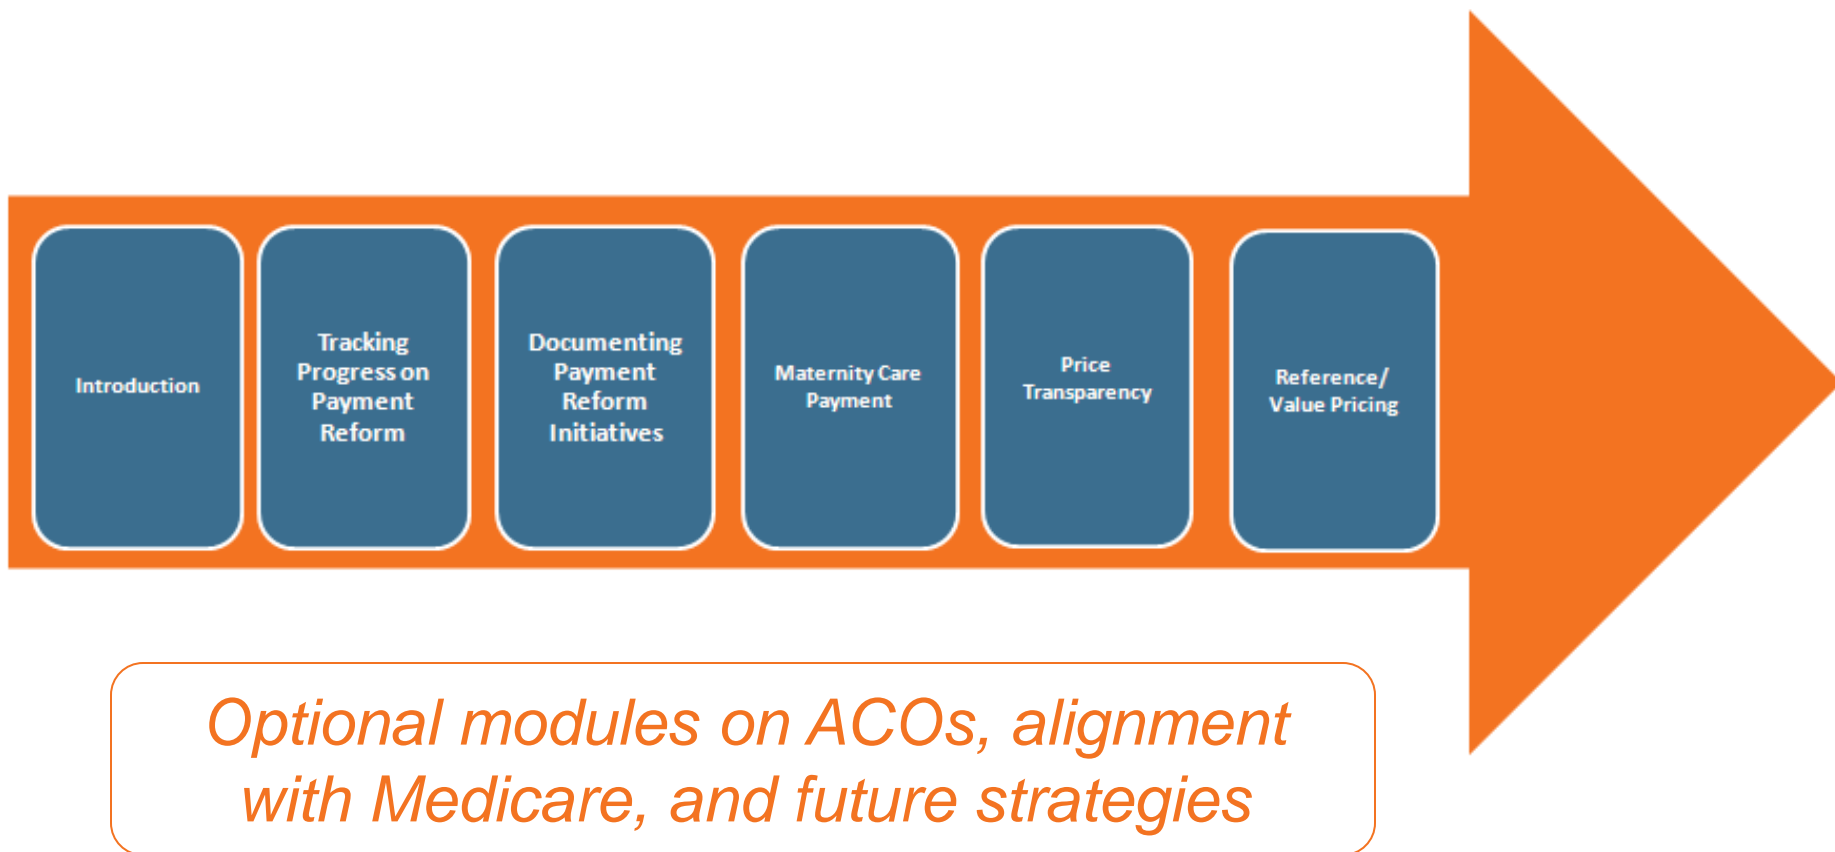 Introduction
Tracking
Progress on
Payment
Reform
Documenting
Payment
Reform
Initiatives
Maternity Care
Payment
Price
Transparency
Reference/
Value Pricing
Optional modules on ACOs, alignment
with Medicare, and future strategies